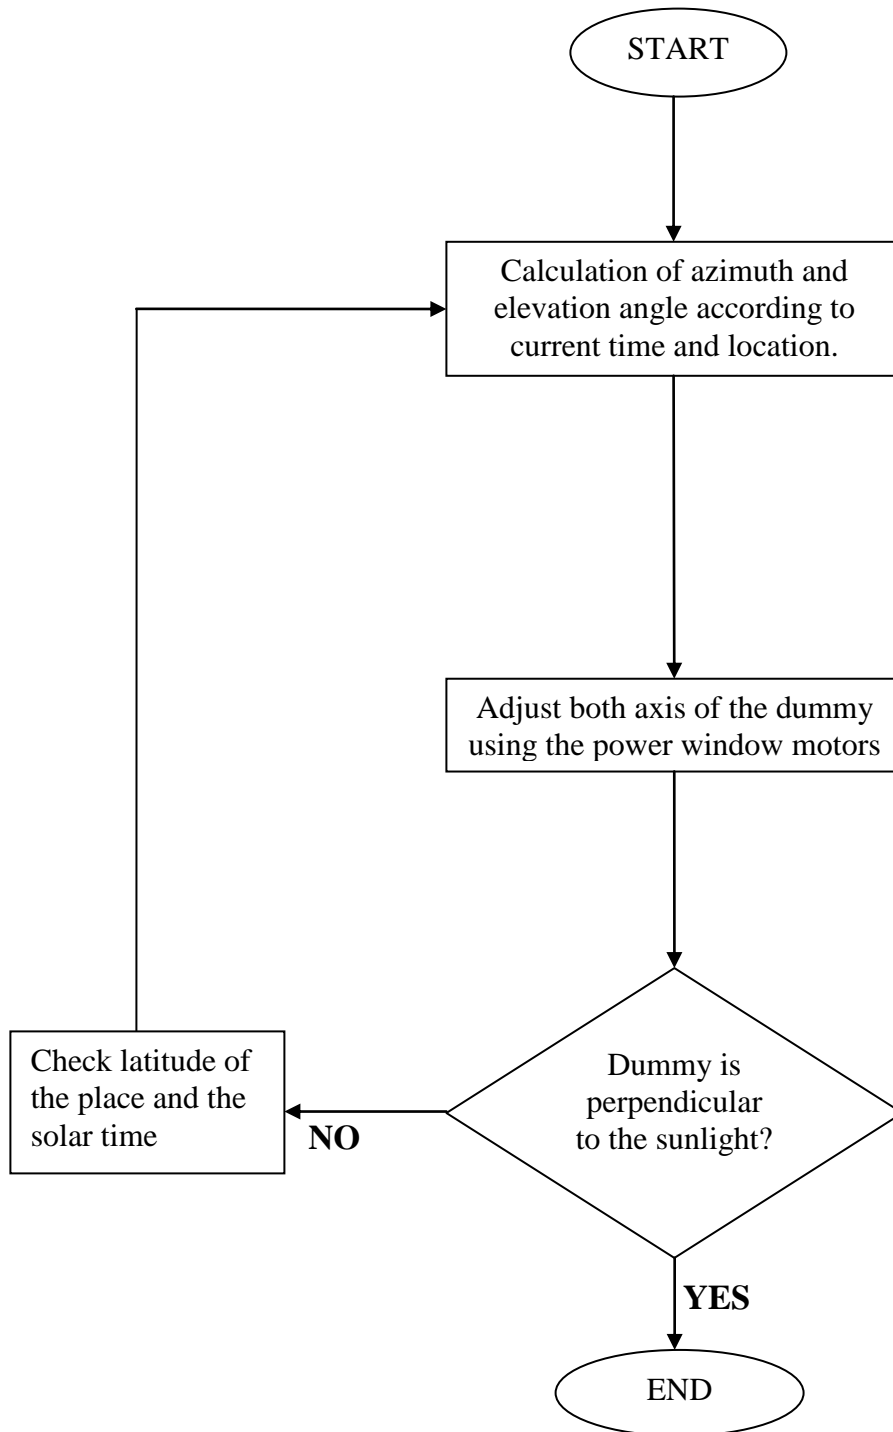 START
Calculation of azimuth and
elevation angle according to
current time and location.
Adjust both axis of the dummy
using the power window motors
Dummy is
perpendicular
to the sunlight?
Check latitude of
the place and the
solar time
NO
YES
END